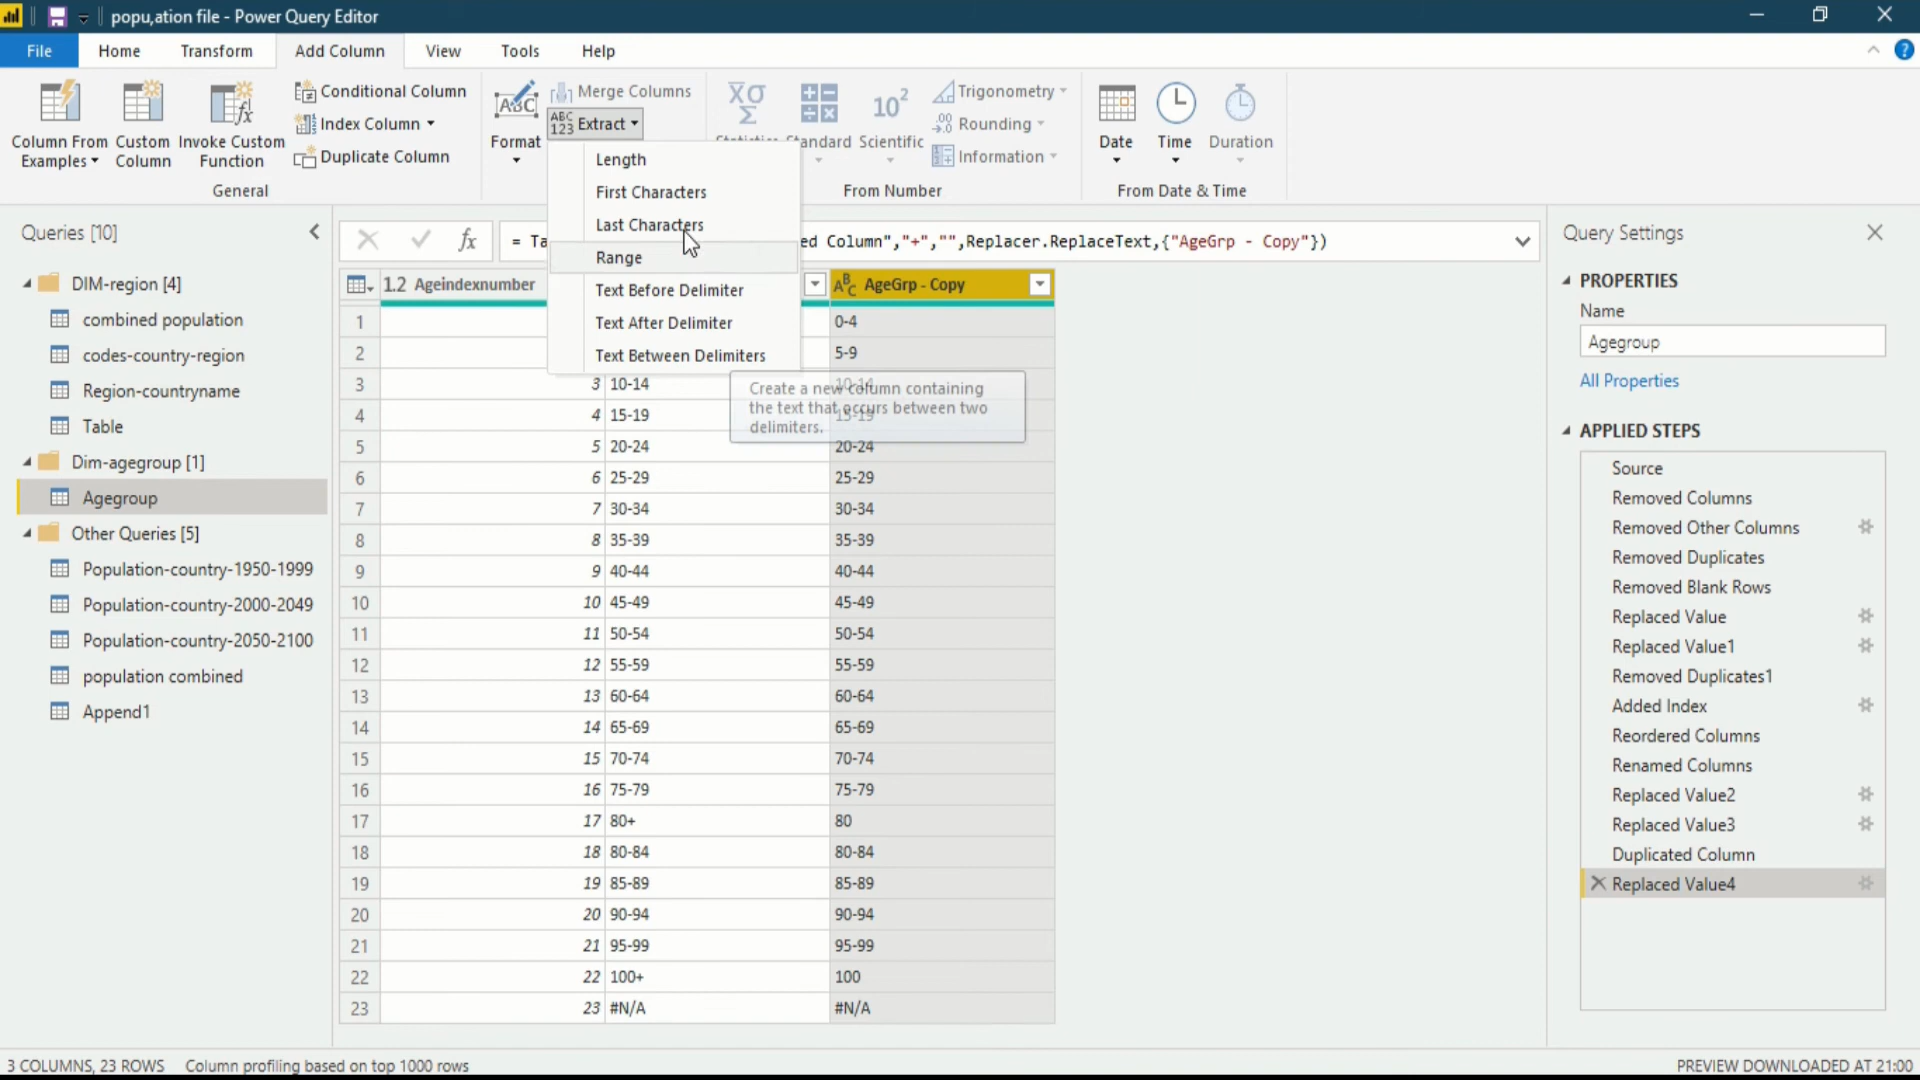 popu,ation file - Power Query Editor
File Home Transform Add Column View Tools Help
Column From Examples
Custom Column
Invoke Custom Function
Conditional Column
Index Column
Duplicate Column
General
Format
Merge Columns
ABC 123 Extract
Length
First Characters
Last Characters
Range
Text Before Delimiter
Text After Delimiter
Text Between Delimiters
Create a new column containing
the text that occurs between two
delimiters.
Scientific
Trigonometry
Rounding
Information
From Number
Date
Time
Duration
From Date & Time
Queries [10]
DIM-region [4]
combined population
codes-country-region
Region-countryname
Table
Dim-agegroup [1]
Agegroup
Other Queries [5]
Population-country-1950-1999
Population-country-2000-2049
Population-country-2050-2100
population combined
Append1
fx = Ta ed Column","+","",Replacer.ReplaceText,{"AgeGrp - Copy"})
1.2 Ageindexnumber ABC AgeGrp - Copy
1 0-4
2 5-9
3 3 10-14 10-14
4 4 15-19 15-19
5 5 20-24 20-24
6 6 25-29 25-29
7 7 30-34 30-34
8 8 35-39 35-39
9 9 40-44 40-44
10 10 45-49 45-49
11 11 50-54 50-54
12 12 55-59 55-59
13 13 60-64 60-64
14 14 65-69 65-69
15 15 70-74 70-74
16 16 75-79 75-79
17 17 80+ 80
18 18 80-84 80-84
19 19 85-89 85-89
20 20 90-94 90-94
21 21 95-99 95-99
22 22 100+ 100
23 23 #N/A #N/A
Query Settings
PROPERTIES
Name
Agegroup
All Properties
APPLIED STEPS
Source
Removed Columns
Removed Other Columns
Removed Duplicates
Removed Blank Rows
Replaced Value
Replaced Value1
Removed Duplicates1
Added Index
Reordered Columns
Renamed Columns
Replaced Value2
Replaced Value3
Duplicated Column
Replaced Value4
3 COLUMNS, 23 ROWS Column profiling based on top 1000 rows
PREVIEW DOWNLOADED AT 21:00